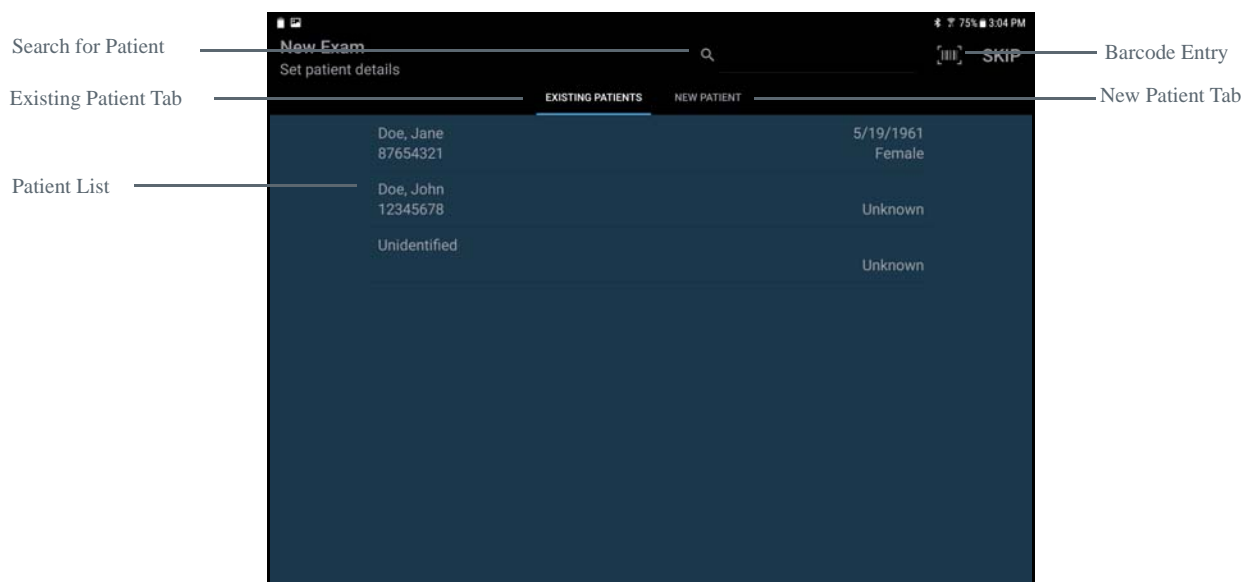 75% 3:04 PM
Search for Patient
New Exam
SKIP
Barcode Entry
Set patient details
Existing Patient Tab
EXISTING PATIENTS
NEW PATIENT
New Patient Tab
Doe, Jane
5/19/1961
87654321
Female
Patient List
Doe, John
12345678
Unknown
Unidentified
Unknown